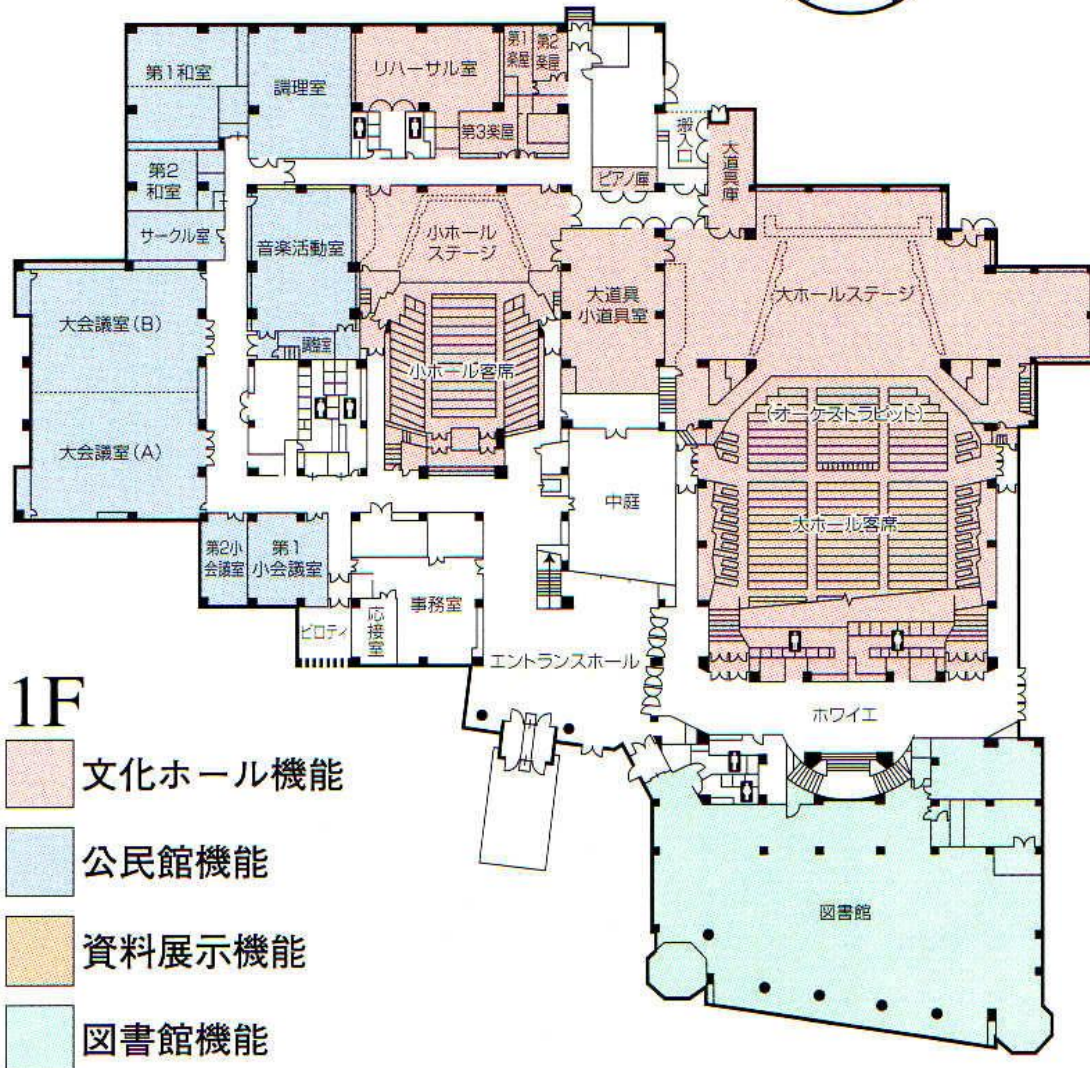 第1和室
調理室
リハーサル室
第1
楽屋
第2
楽屋
第3楽屋
搬入口
大道具庫
ピアノ庫
第2
和室
サークル室
音楽活動室
調整室
小ホール
ステージ
大道具
小道具室
大ホールステージ
大会議室(B)
大会議室(A)
小ホール客席
(オーケストラピット)
大ホール客席
中庭
第2小
会議室
第1
小会議室
ピロティ
応接室
事務室
エントランスホール
ホワイエ
図書館
1F
文化ホール機能
公民館機能
資料展示機能
図書館機能